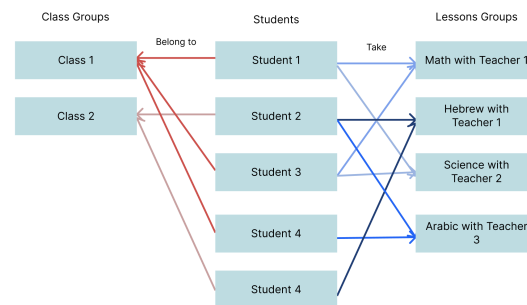 Class Groups
Students
Lessons Groups
Belong to
Take
Class 1
Student 1
Math with Teacher 1
Class 2
Student 2
Hebrew with
Teacher 1
Student 3
Science with
Teacher 2
Student 4
Arabic with Teacher
3
Student 4